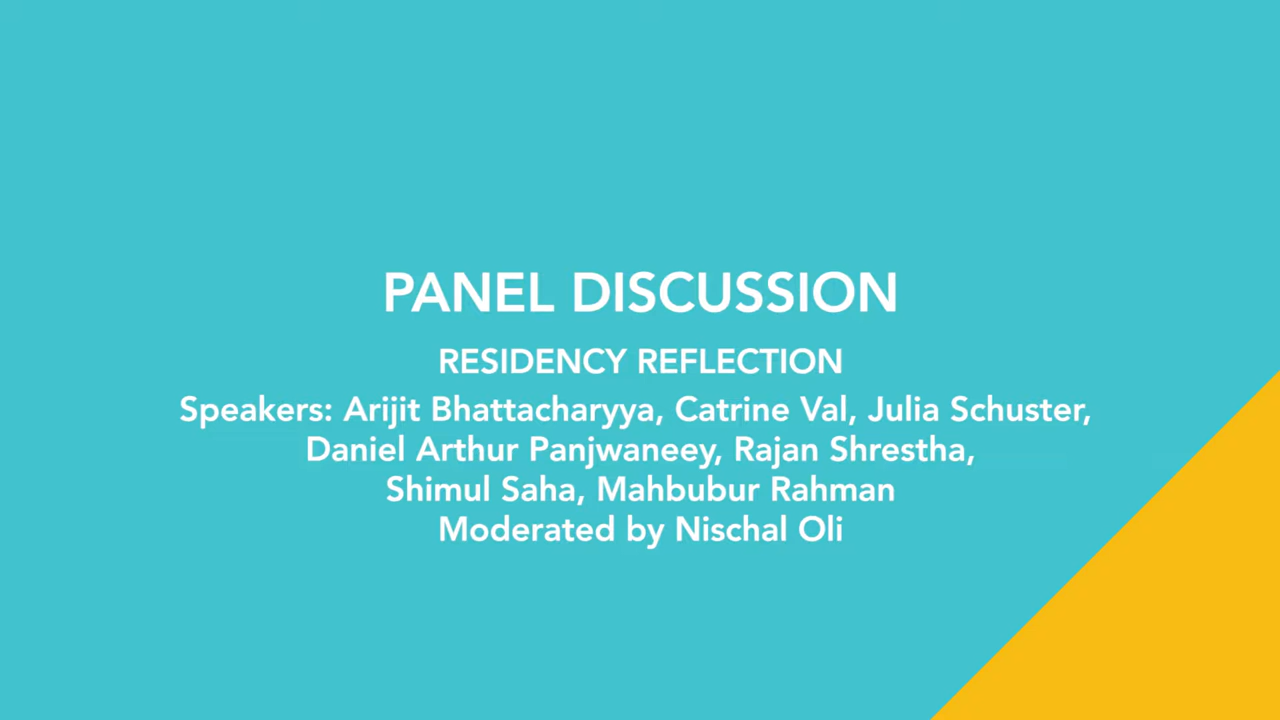 PANEL DISCUSSION
RESIDENCY REFLECTION
Speakers: Arijit Bhattacharyya, Catrine Val, Julia Schuster,
Daniel Arthur Panjwaneey, Rajan Shrestha,
Shimul Saha, Mahbubur Rahman
Moderated by Nischal Oli